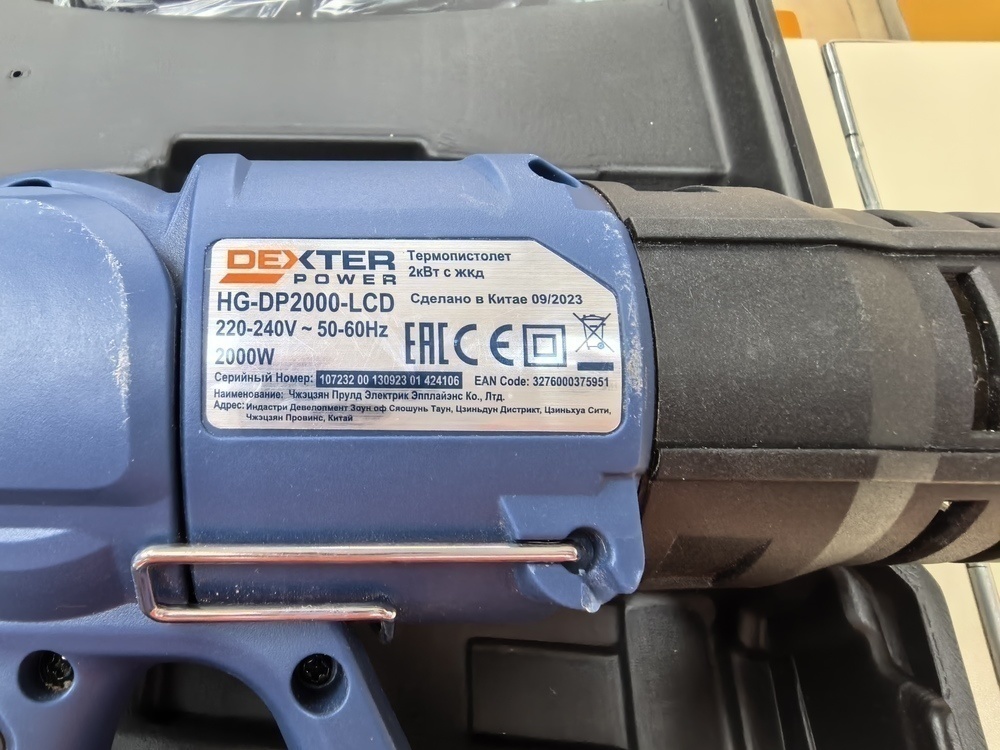 DEXTER
POWER
Термопистолет
2кВт с жкд
HG-DP2000-LCD
Сделано в Китае 09/2023
220-240V ~ 50-60Hz
2000W
EAC CE
Серийный Номер: 107232 00 130923 01 424106 EAN Code: 3276000375951
Наименование: Чжэцзян Прулд Электрик Эпплайэнс Ко., Лтд.
Адрес: Индастри Девелопмент Зоун оф Сяошунь Таун, Цзиньдун Дистрикт, Цзиньхуа Сити,
Чжэцзян Провинс, Китай